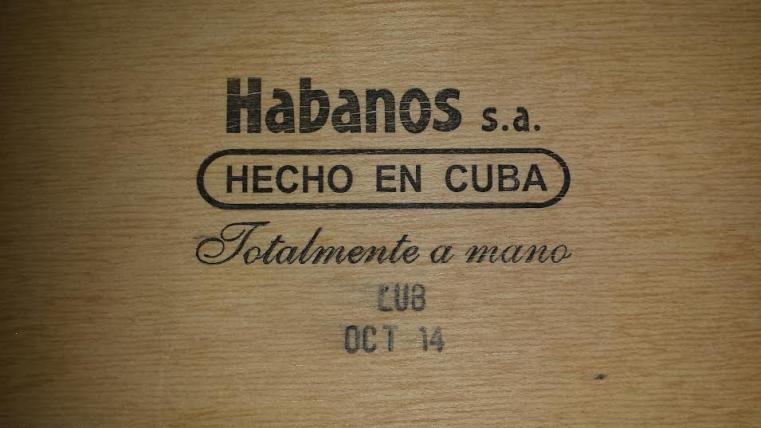 Habanos s.a.
HECHO EN CUBA
Totalmente a mano
LUB
OCT 14